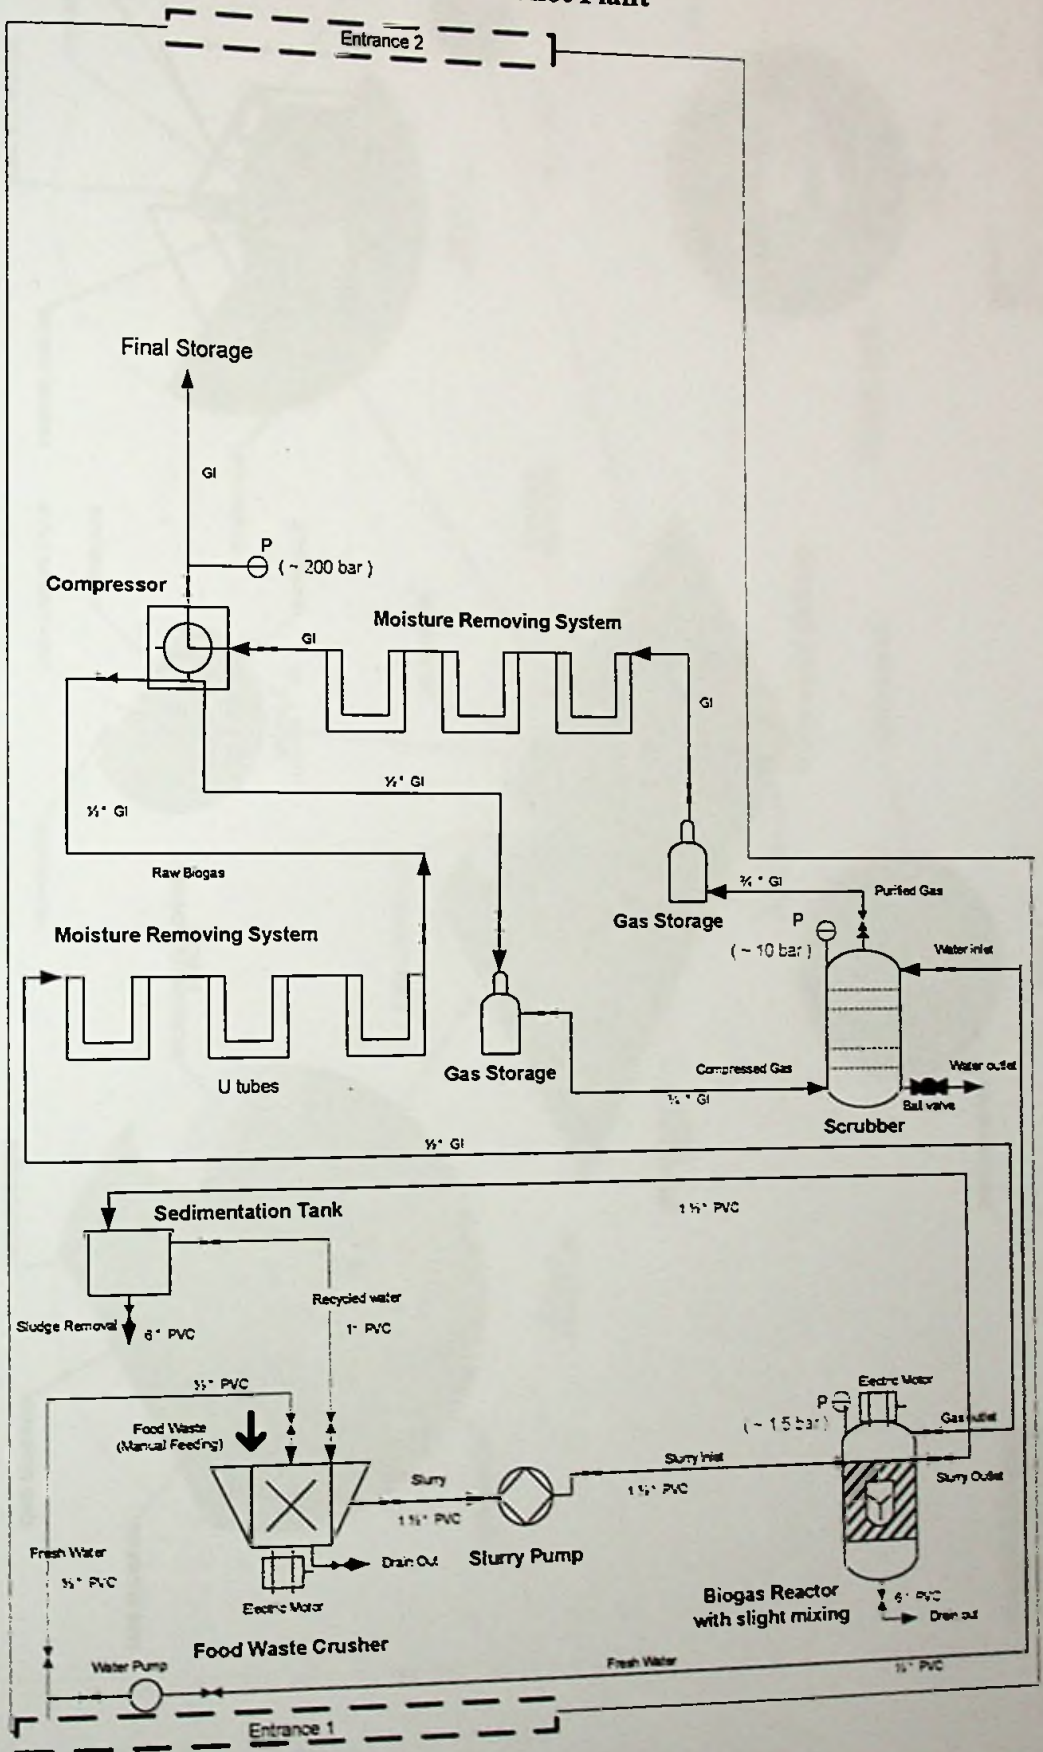 Plant
Entrance 2
Final Storage
GI
P
( ~ 200 bar )
Compressor
Moisture Removing System
GI
GI
½" GI
½" GI
Raw Biogas
¾" GI
Purified Gas
Gas Storage
P
( ~ 10 bar )
Moisture Removing System
Water inlet
U tubes
Gas Storage
Compressed Gas
¾" GI
Water outlet
Ball valve
Scrubber
½" GI
Sedimentation Tank
1 ½" PVC
Recycled water
1" PVC
Sludge Removal
6" PVC
½" PVC
Food Waste
(Manual Feeding)
Electric Motor
P
( ~ 1.5 bar )
Gas outlet
Slurry
1 ½" PVC
Slurry Inlet
1 ½" PVC
Slurry Outlet
Fresh Water
½" PVC
Drain Out
Slurry Pump
Electric Motor
Biogas Reactor
with slight mixing
6" PVC
Drain out
Food Waste Crusher
Water Pump
Fresh Water
½" PVC
Entrance 1